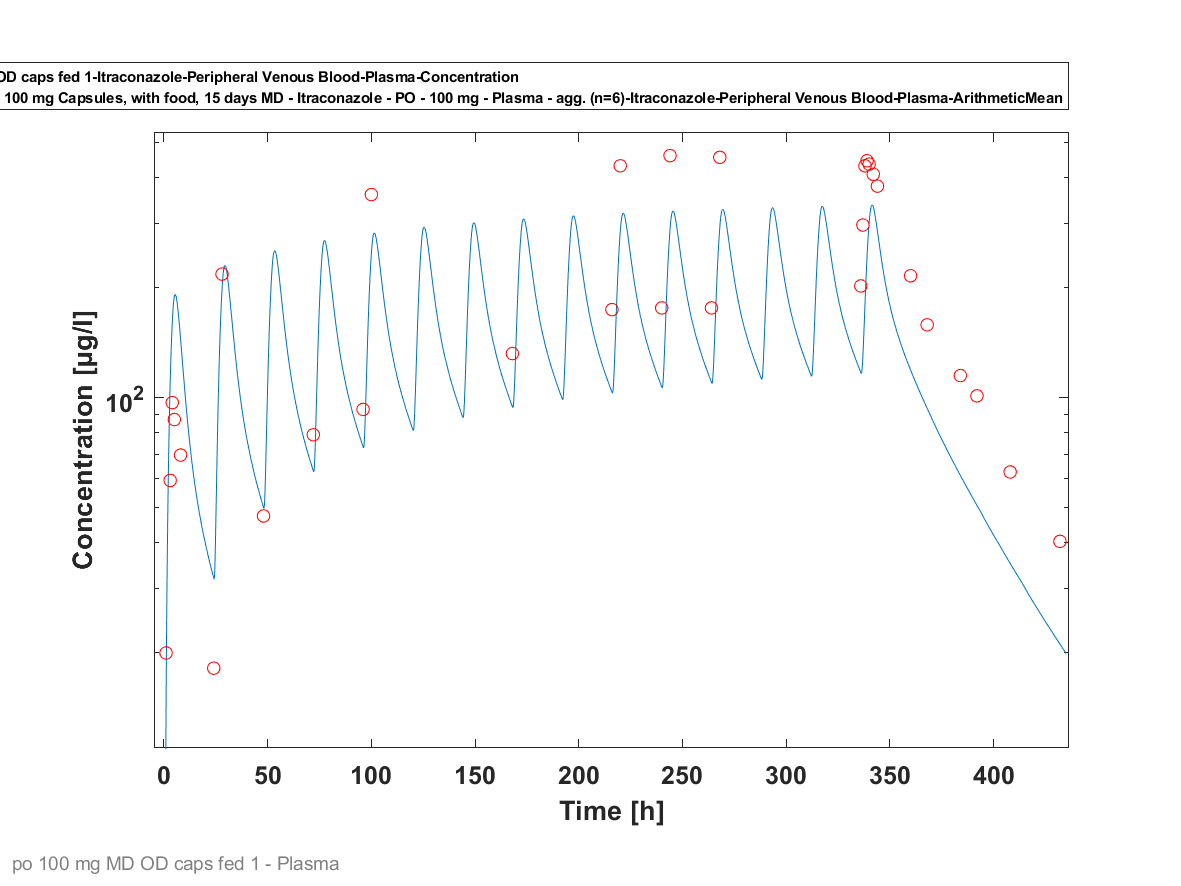 OD caps fed 1-Itraconazole-Peripheral Venous Blood-Plasma-Concentration
100 mg Capsules, with food, 15 days MD - Itraconazole - PO - 100 mg - Plasma - agg. (n=6)-Itraconazole-Peripheral Venous Blood-Plasma-ArithmeticMean
Concentration [µg/l]
10²
0 50 100 150 200 250 300 350 400
Time [h]
po 100 mg MD OD caps fed 1 - Plasma